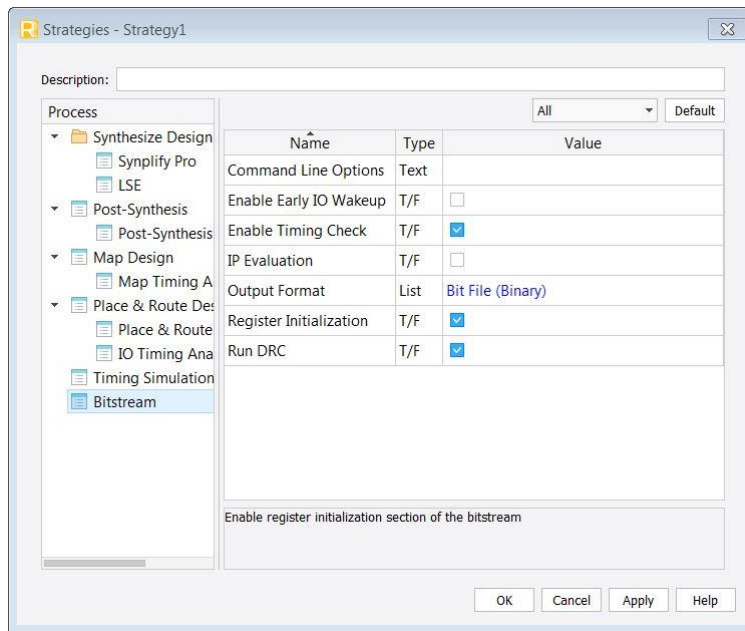 Strategies - Strategy1
Description:
Process
All
Default
Synthesize Design
Synplify Pro
LSE
Post-Synthesis
Post-Synthesis
Map Design
Map Timing A
Place & Route Des
Place & Route
IO Timing Ana
Timing Simulation
Bitstream
Name Type Value
Command Line Options Text
Enable Early IO Wakeup T/F
Enable Timing Check T/F
IP Evaluation T/F
Output Format List Bit File (Binary)
Register Initialization T/F
Run DRC T/F
Enable register initialization section of the bitstream
OK Cancel Apply Help